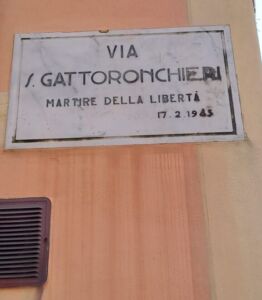 VIA
S. GATTORONCHIERI
MARTIRE DELLA LIBERTÀ
17.2.1945